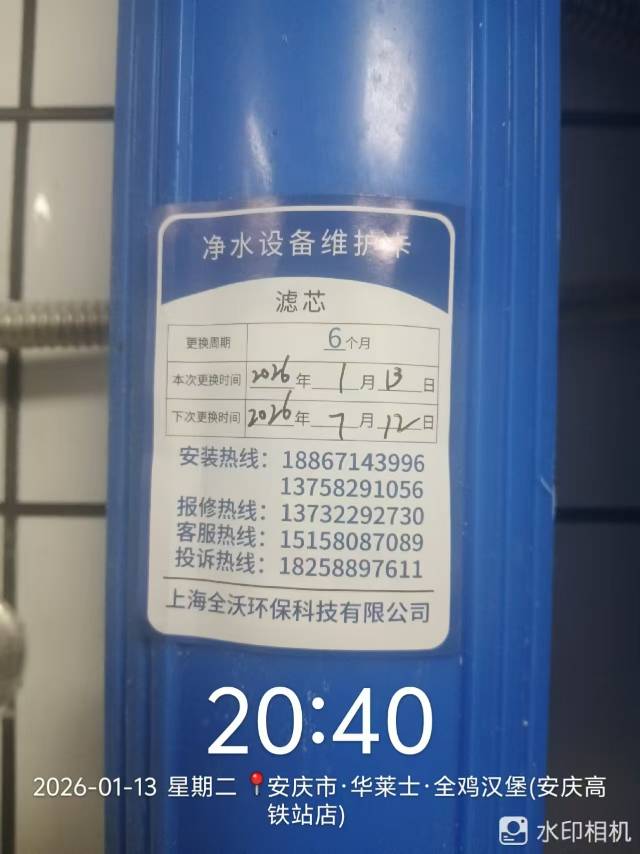 净水设备维护卡
滤芯
更换周期 6个月
本次更换时间 2026年 1月 13日
下次更换时间 2026年 7月 12日
安装热线：18867143996
13758291056
报修热线：13732292730
客服热线：15158087089
投诉热线：18258897611
上海全沃环保科技有限公司
20:40
2026-01-13 星期二 📍安庆市·华莱士·全鸡汉堡(安庆高
铁站店)
水印相机